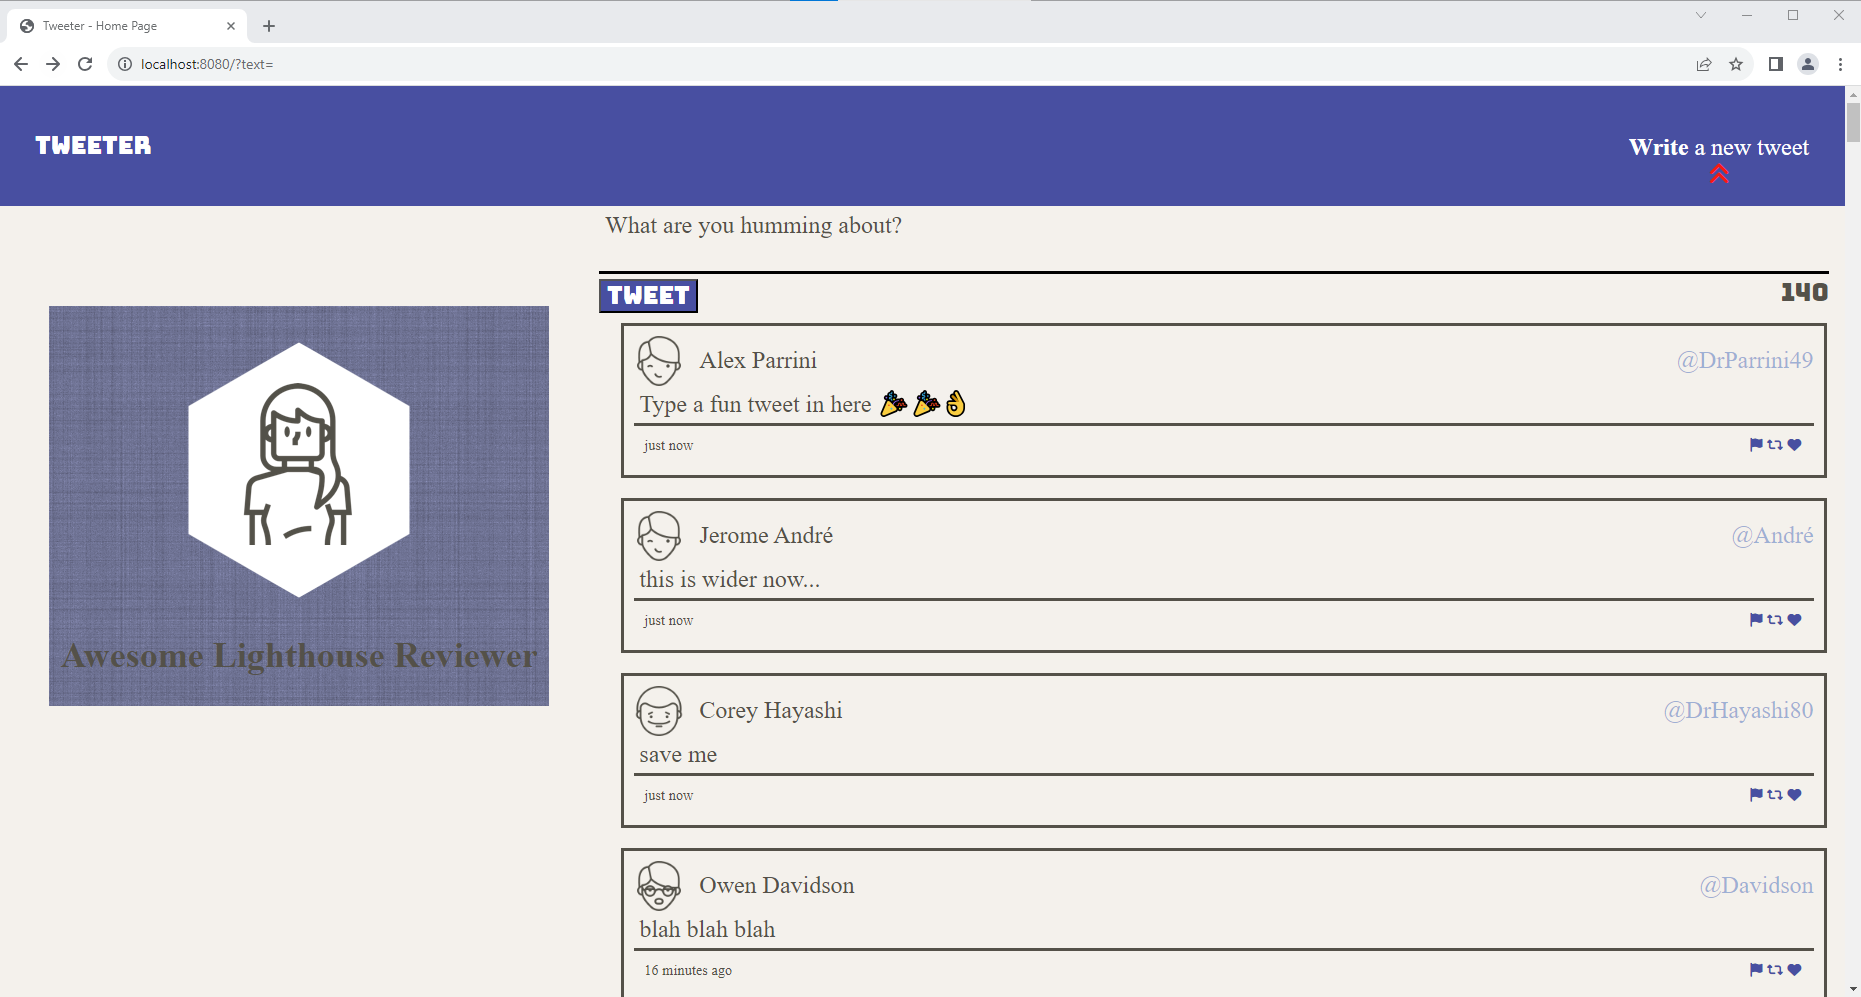 Tweeter - Home Page
localhost:8080/?text=
TWEETER
Write a new tweet
What are you humming about?
TWEET
140
Alex Parrini
@DrParrini49
Type a fun tweet in here 🎉 🎉👌
just now
Jerome André
@André
this is wider now...
just now
Corey Hayashi
@DrHayashi80
save me
just now
Owen Davidson
@Davidson
blah blah blah
16 minutes ago
Awesome Lighthouse Reviewer